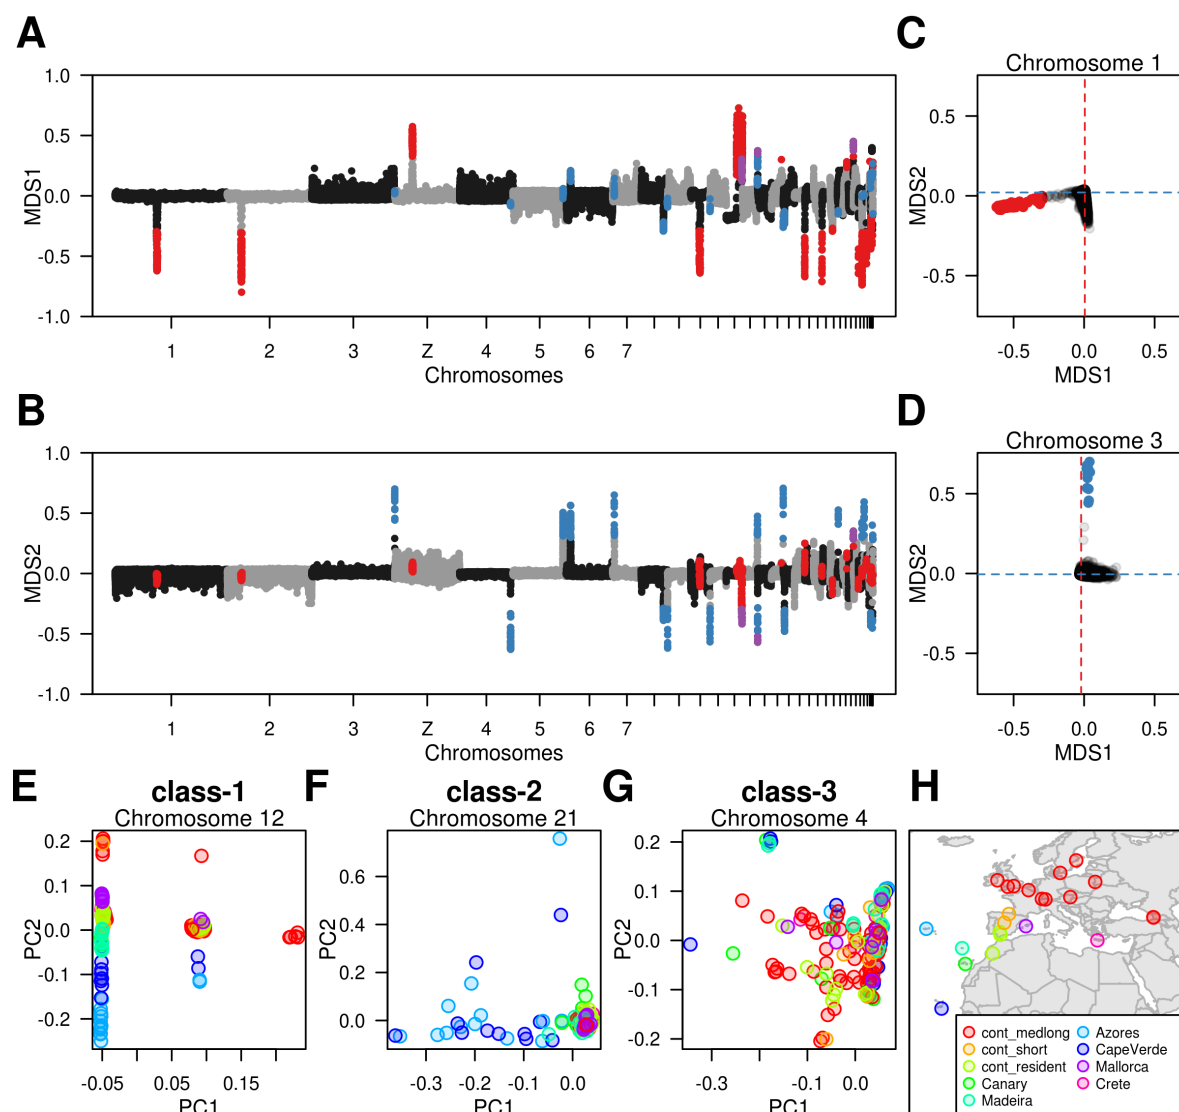 A
1.0
0.5
0.0
-0.5
-1.0
MDS1
1 2 3 Z 4 5 6 7
Chromosomes
C
Chromosome 1
0.5
0.0
-0.5
MDS2
-0.5 0.0 0.5
MDS1
B
1.0
0.5
0.0
-0.5
-1.0
MDS2
1 2 3 Z 4 5 6 7
Chromosomes
D
Chromosome 3
0.5
0.0
-0.5
MDS2
-0.5 0.0 0.5
MDS1
E
class-1
Chromosome 12
0.2
0.1
0.0
-0.1
-0.2
PC2
-0.05 0.05 0.15
PC1
F
class-2
Chromosome 21
0.6
0.4
0.2
0.0
PC2
-0.3 -0.2 -0.1 0.0
PC1
G
class-3
Chromosome 4
0.2
0.1
0.0
-0.1
-0.2
PC2
-0.3 -0.1 0.0
PC1
H
cont_medlong
cont_short
cont_resident
Canary
Madeira
Azores
CapeVerde
Mallorca
Crete